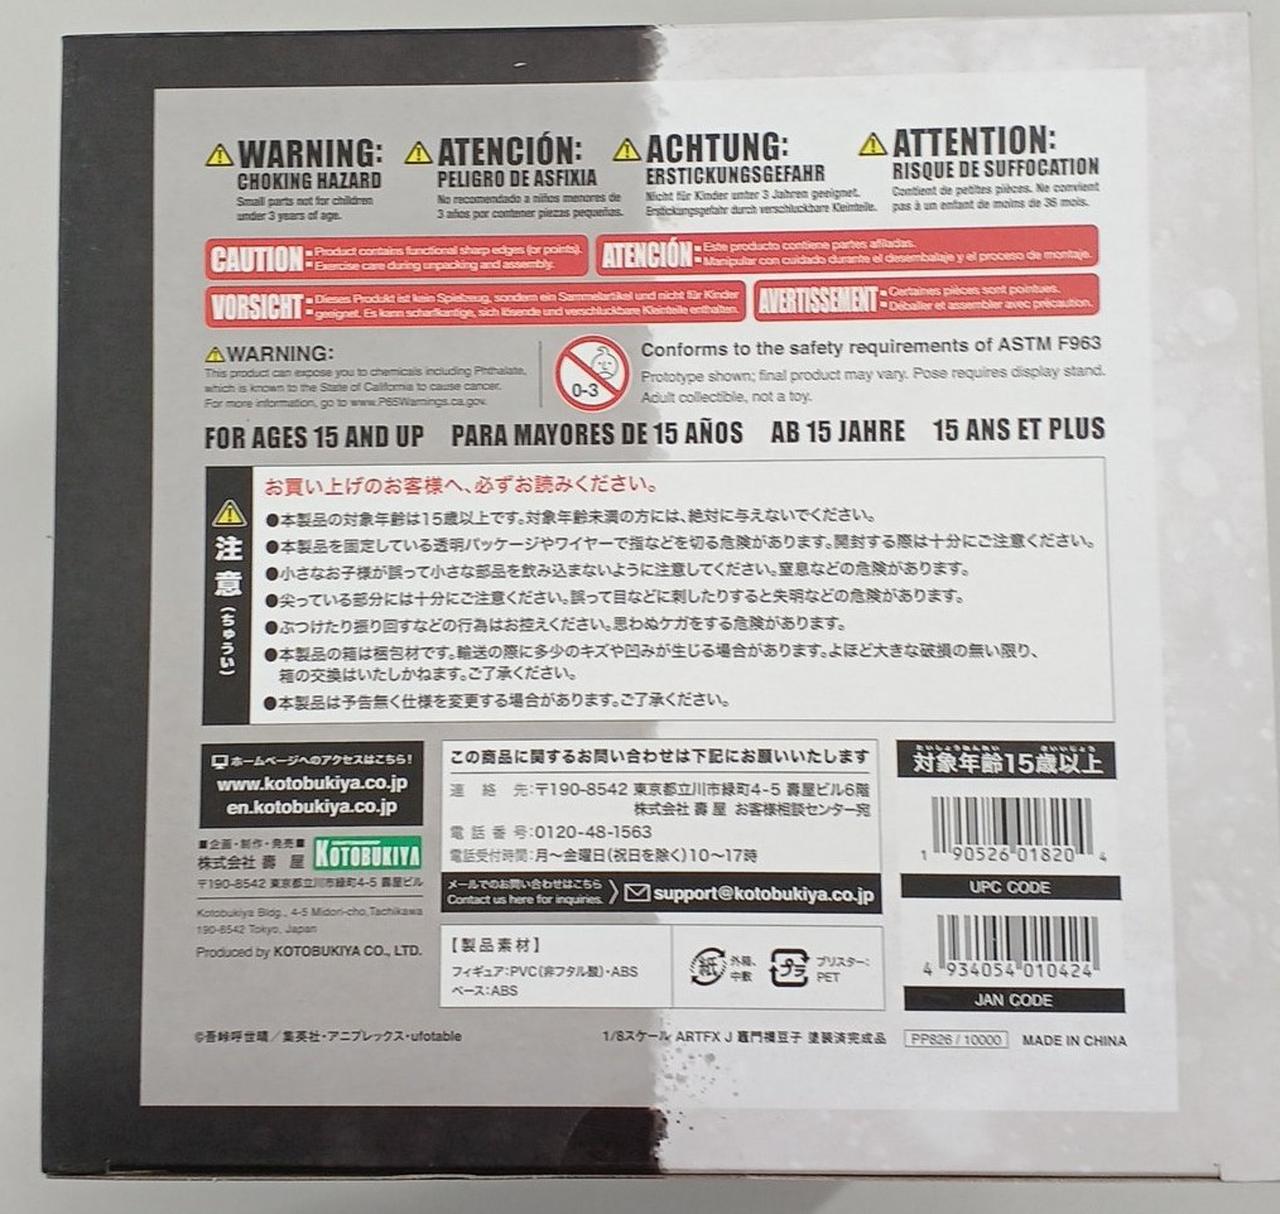 WARNING:
CHOKING HAZARD
Small parts not for children
under 3 years of age.
ATENCIÓN:
PELIGRO DE ASFIXIA
No recomendado a niños menores de
3 años por contener piezas pequeñas.
ACHTUNG:
ERSTICKUNGSGEFAHR
Nicht für Kinder unter 3 Jahren geeignet.
Erstickungsgefahr durch verschluckbare Kleinteile.
ATTENTION:
RISQUE DE SUFFOCATION
Contient de petites pièces. Ne convient
pas à un enfant de moins de 36 mois.
CAUTION: Product contains functional sharp edges (or points).
Exercise care during unpacking and assembly.
ATENCIÓN: Este producto contiene partes afiladas.
Manipular con cuidado durante el desembalaje y el proceso de montaje.
VORSICHT: Dieses Produkt ist kein Spielzeug, sondern ein Sammelartikel und nicht für Kinder
geeignet. Es kann scharfkantige, sich lösende und verschluckbare Kleinteile enthalten.
AVERTISSEMENT: Certaines pièces sont pointues.
Déballer et assembler avec précaution.
WARNING:
This product can expose you to chemicals including Phthalate,
which is known to the State of California to cause cancer.
For more information, go to www.P65Warnings.ca.gov.
0-3
Conforms to the safety requirements of ASTM F963
Prototype shown; final product may vary. Pose requires display stand.
Adult collectible, not a toy.
FOR AGES 15 AND UP PARA MAYORES DE 15 AÑOS AB 15 JAHRE 15 ANS ET PLUS
注意(ちゅうい)
お買い上げのお客様へ、必ずお読みください。
●本製品の対象年齢は15歳以上です。対象年齢未満の方には、絶対に与えないでください。
●本製品を固定している透明パッケージやワイヤーで指などを切る危険があります。開封する際は十分にご注意ください。
●小さなお子様が誤って小さな部品を飲み込まないように注意してください。窒息などの危険があります。
●尖っている部分には十分にご注意ください。誤って目などに刺したりすると失明などの危険があります。
●ぶつけたり振り回すなどの行為はお控えください。思わぬケガをする危険があります。
●本製品の箱は梱包材です。輸送の際に多少のキズや凹みが生じる場合があります。よほど大きな破損の無い限り、
箱の交換はいたしかねます。ご了承ください。
●本製品は予告無く仕様を変更する場合があります。ご了承ください。
ホームページへのアクセスはこちら!
www.kotobukiya.co.jp
en.kotobukiya.co.jp
■企画・制作・発売■
株式会社 壽 屋 KOTOBUKIYA
〒190-8542 東京都立川市緑町4-5 壽屋ビル
Kotobukiya Bldg., 4-5 Midori-cho,Tachikawa
190-8542 Tokyo, Japan
Produced by KOTOBUKIYA CO., LTD.
この商品に関するお問い合わせは下記にお願いいたします
連絡先:〒190-8542 東京都立川市緑町4-5 壽屋ビル6階
株式会社 壽 屋 お客様相談センター宛
電話番号:0120-48-1563
電話受付時間:月〜金曜日(祝日を除く)10〜17時
メールでのお問い合わせはこちら
Contact us here for inquiries.
support@kotobukiya.co.jp
【製品素材】
フィギュア:PVC(非フタル酸)・ABS
ベース:ABS
紙 外箱、
中敷
プラ ブリスター:
PET
たいしょうねんれい さいいじょう
対象年齢15歳以上
1 90526 01820 4
UPC CODE
4 934054 010424
JAN CODE
©吾峠呼世晴／集英社・アニプレックス・ufotable
1/8スケール ARTFX J 竈門禰豆子 塗装済完成品
PP826 / 10000
MADE IN CHINA